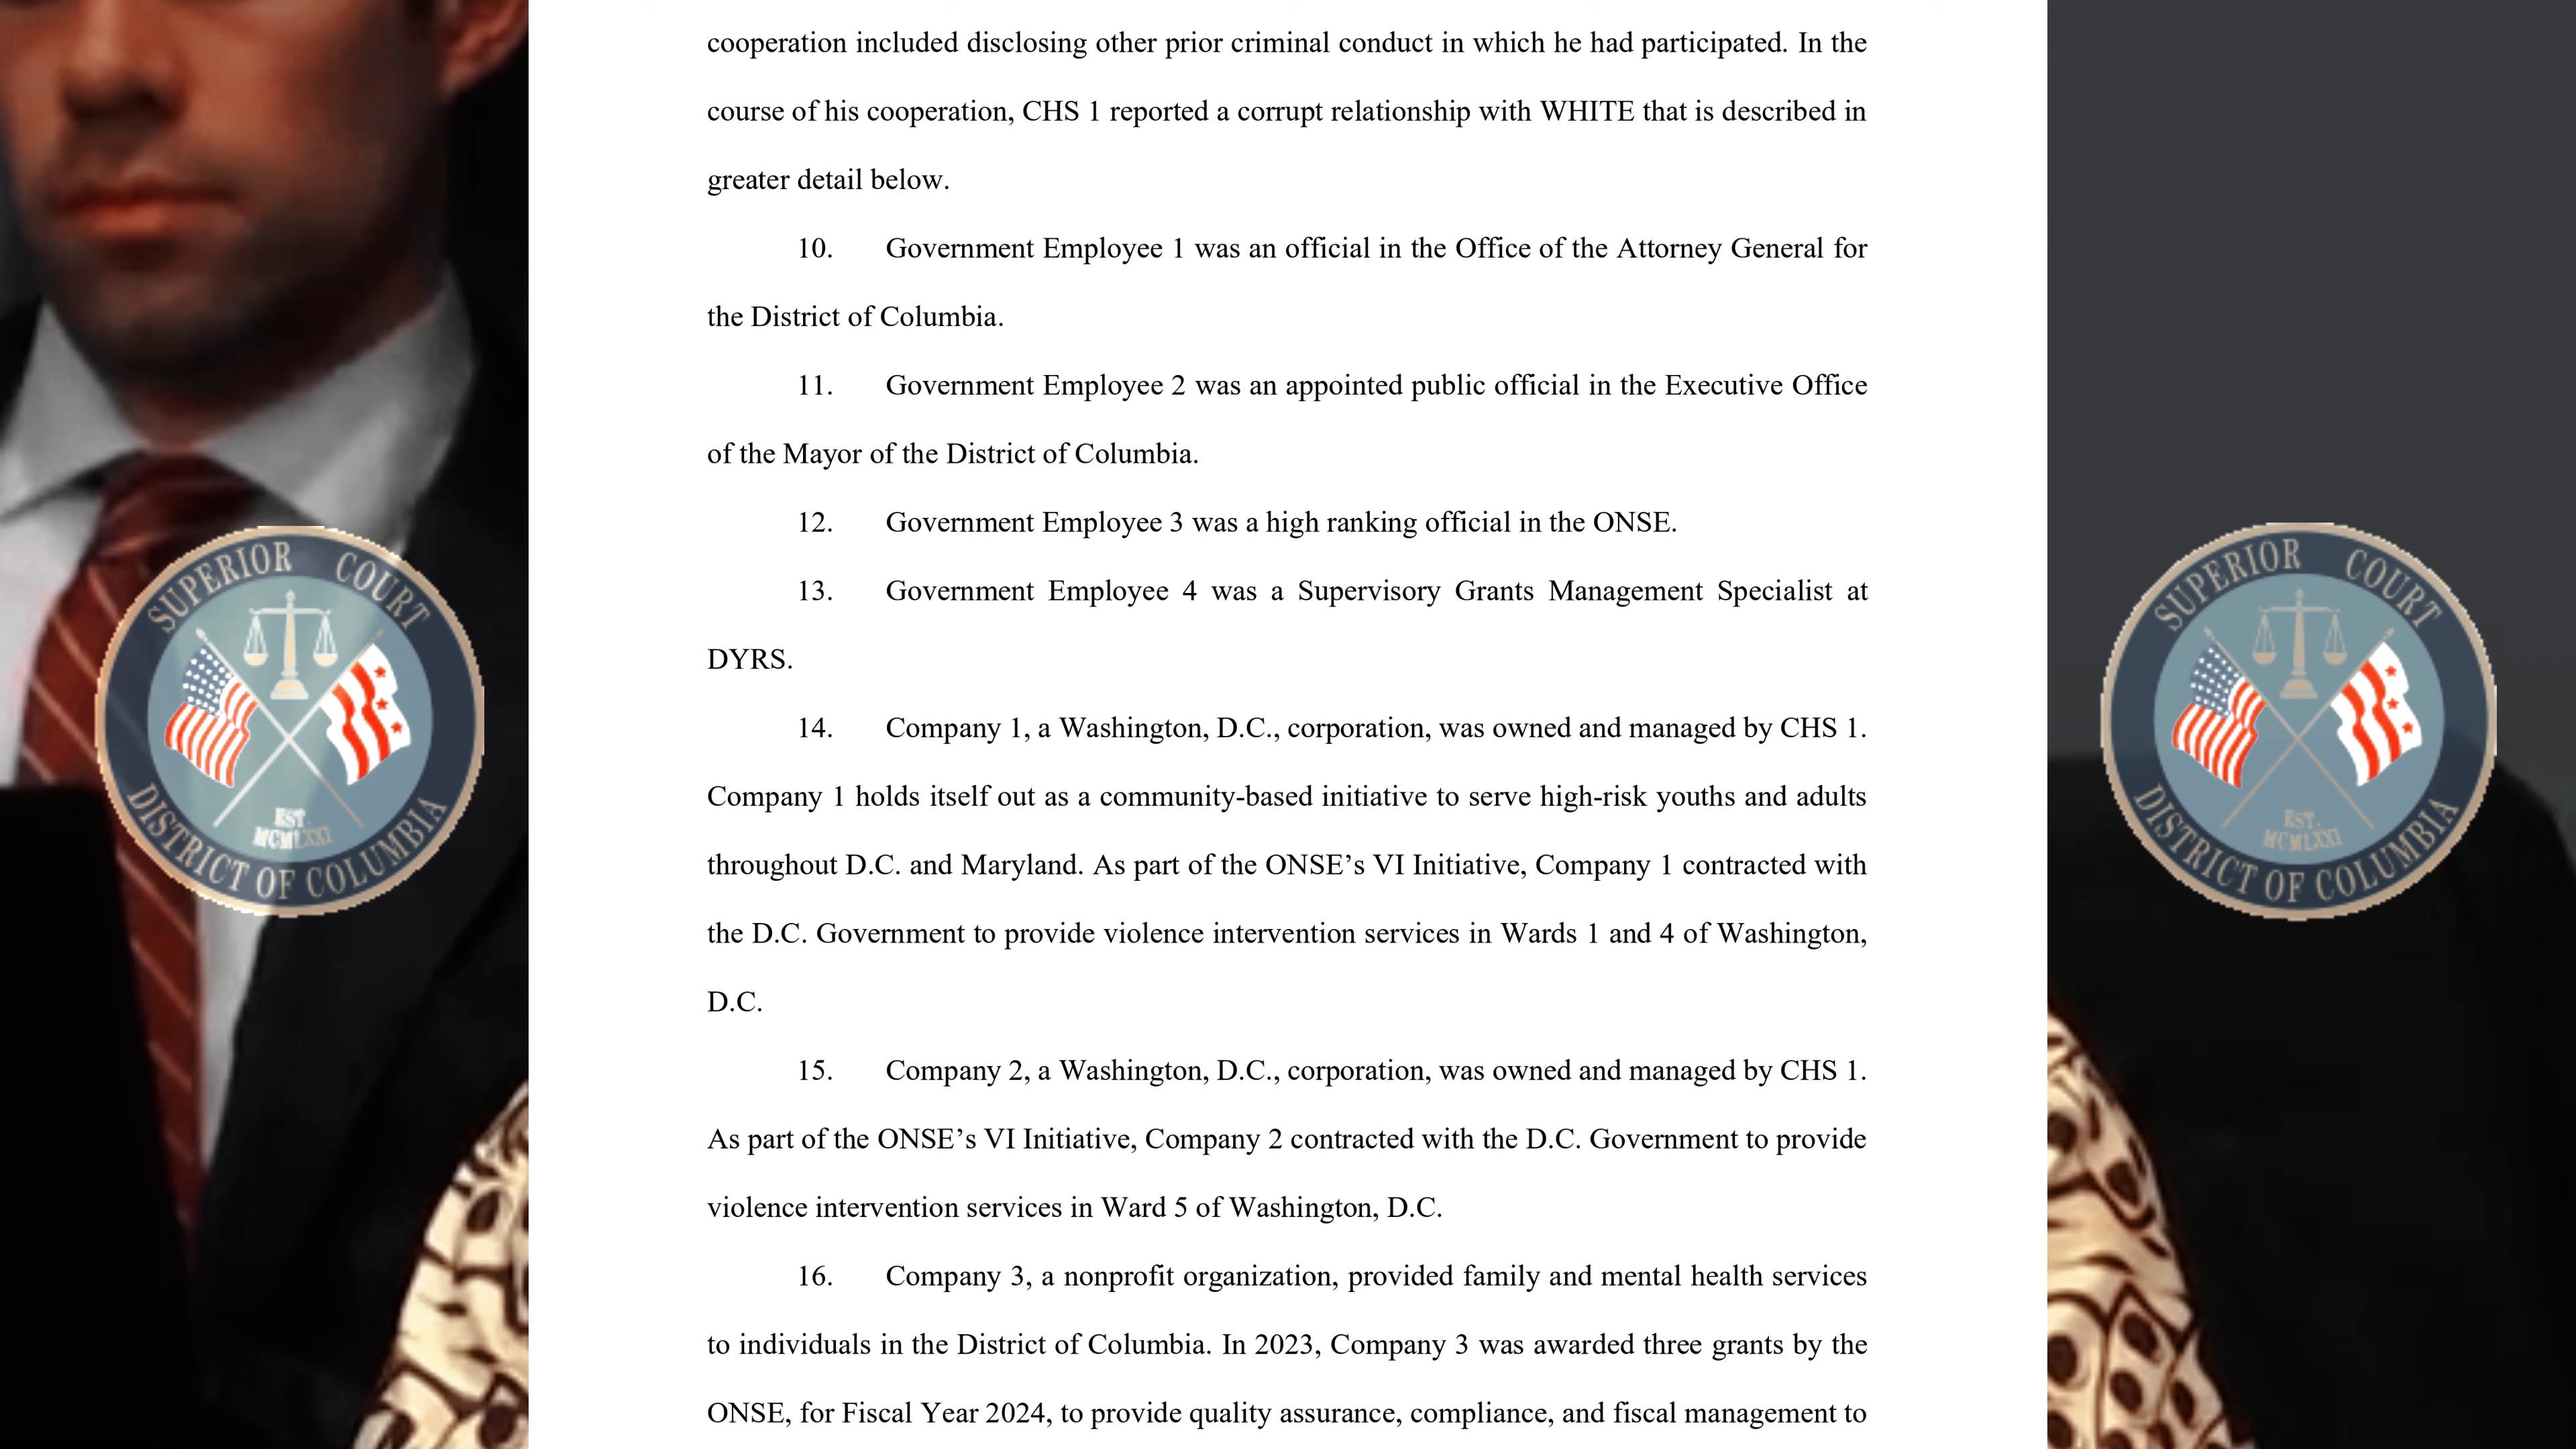 cooperation included disclosing other prior criminal conduct in which he had participated. In the
course of his cooperation, CHS 1 reported a corrupt relationship with WHITE that is described in
greater detail below.
10. Government Employee 1 was an official in the Office of the Attorney General for
the District of Columbia.
11. Government Employee 2 was an appointed public official in the Executive Office
of the Mayor of the District of Columbia.
12. Government Employee 3 was a high ranking official in the ONSE.
13. Government Employee 4 was a Supervisory Grants Management Specialist at
DYRS.
14. Company 1, a Washington, D.C., corporation, was owned and managed by CHS 1.
Company 1 holds itself out as a community-based initiative to serve high-risk youths and adults
throughout D.C. and Maryland. As part of the ONSE’s VI Initiative, Company 1 contracted with
the D.C. Government to provide violence intervention services in Wards 1 and 4 of Washington,
D.C.
15. Company 2, a Washington, D.C., corporation, was owned and managed by CHS 1.
As part of the ONSE’s VI Initiative, Company 2 contracted with the D.C. Government to provide
violence intervention services in Ward 5 of Washington, D.C.
16. Company 3, a nonprofit organization, provided family and mental health services
to individuals in the District of Columbia. In 2023, Company 3 was awarded three grants by the
ONSE, for Fiscal Year 2024, to provide quality assurance, compliance, and fiscal management to
SUPERIOR COURT
EST.
MCMLXXI
DISTRICT OF COLUMBIA
SUPERIOR COURT
EST.
MCMLXXI
DISTRICT OF COLUMBIA